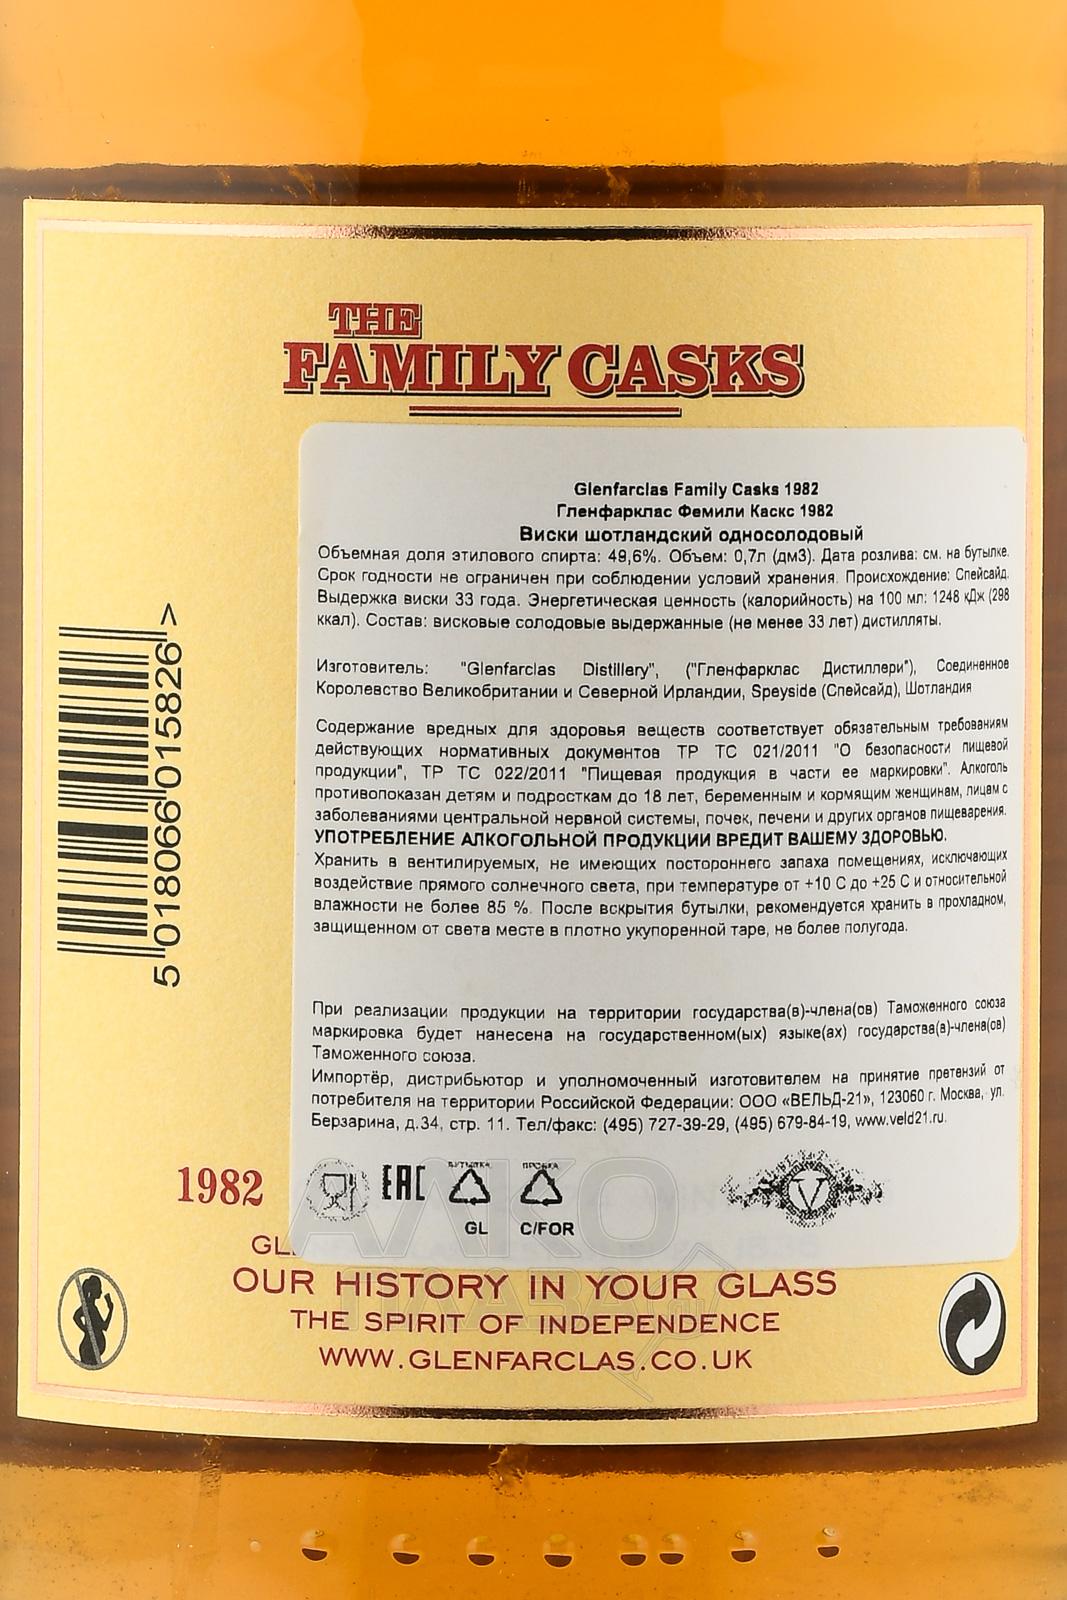 THE
FAMILY CASKS
Glenfarclas Family Casks 1982
Гленфарклас Фемили Каскс 1982
Виски шотландский односолодовый
Объемная доля этилового спирта: 49,6%. Объем: 0,7л (дм3). Дата розлива: см. на бутылке.
Срок годности не ограничен при соблюдении условий хранения. Происхождение: Спейсайд.
Выдержка виски 33 года. Энергетическая ценность (калорийность) на 100 мл: 1248 кДж (298
ккал). Состав: висковые солодовые выдержанные (не менее 33 лет) дистилляты.
Изготовитель: "Glenfarclas Distillery", ("Гленфарклас Дистиллери"), Соединенное
Королевство Великобритании и Северной Ирландии, Speyside (Спейсайд), Шотландия
Содержание вредных для здоровья веществ соответствует обязательным требованиям
действующих нормативных документов ТР ТС 021/2011 "О безопасности пищевой
продукции", ТР ТС 022/2011 "Пищевая продукция в части ее маркировки". Алкоголь
противопоказан детям и подросткам до 18 лет, беременным и кормящим женщинам, лицам с
заболеваниями центральной нервной системы, почек, печени и других органов пищеварения.
УПОТРЕБЛЕНИЕ АЛКОГОЛЬНОЙ ПРОДУКЦИИ ВРЕДИТ ВАШЕМУ ЗДОРОВЬЮ.
Хранить в вентилируемых, не имеющих постороннего запаха помещениях, исключающих
воздействие прямого солнечного света, при температуре от +10 С до +25 С и относительной
влажности не более 85 %. После вскрытия бутылки, рекомендуется хранить в прохладном,
защищенном от света месте в плотно укупоренной таре, не более полугода.
При реализации продукции на территории государства(в)-члена(ов) Таможенного союза
маркировка будет нанесена на государственном(ых) языке(ах) государства(в)-члена(ов)
Таможенного союза.
Импортёр, дистрибьютор и уполномоченный изготовителем на принятие претензий от
потребителя на территории Российской Федерации: ООО «ВЕЛЬД-21», 123060 г. Москва, ул.
Берзарина, д.34, стр. 11. Тел/факс: (495) 727-39-29, (495) 679-84-19, www.veld21.ru.
EAC
БУТЫЛКА ПРОБКА
GL C/FOR
V
5 018066 015826 >
1982
GL
OUR HISTORY IN YOUR GLASS
THE SPIRIT OF INDEPENDENCE
WWW.GLENFARCLAS.CO.UK
АЛКО